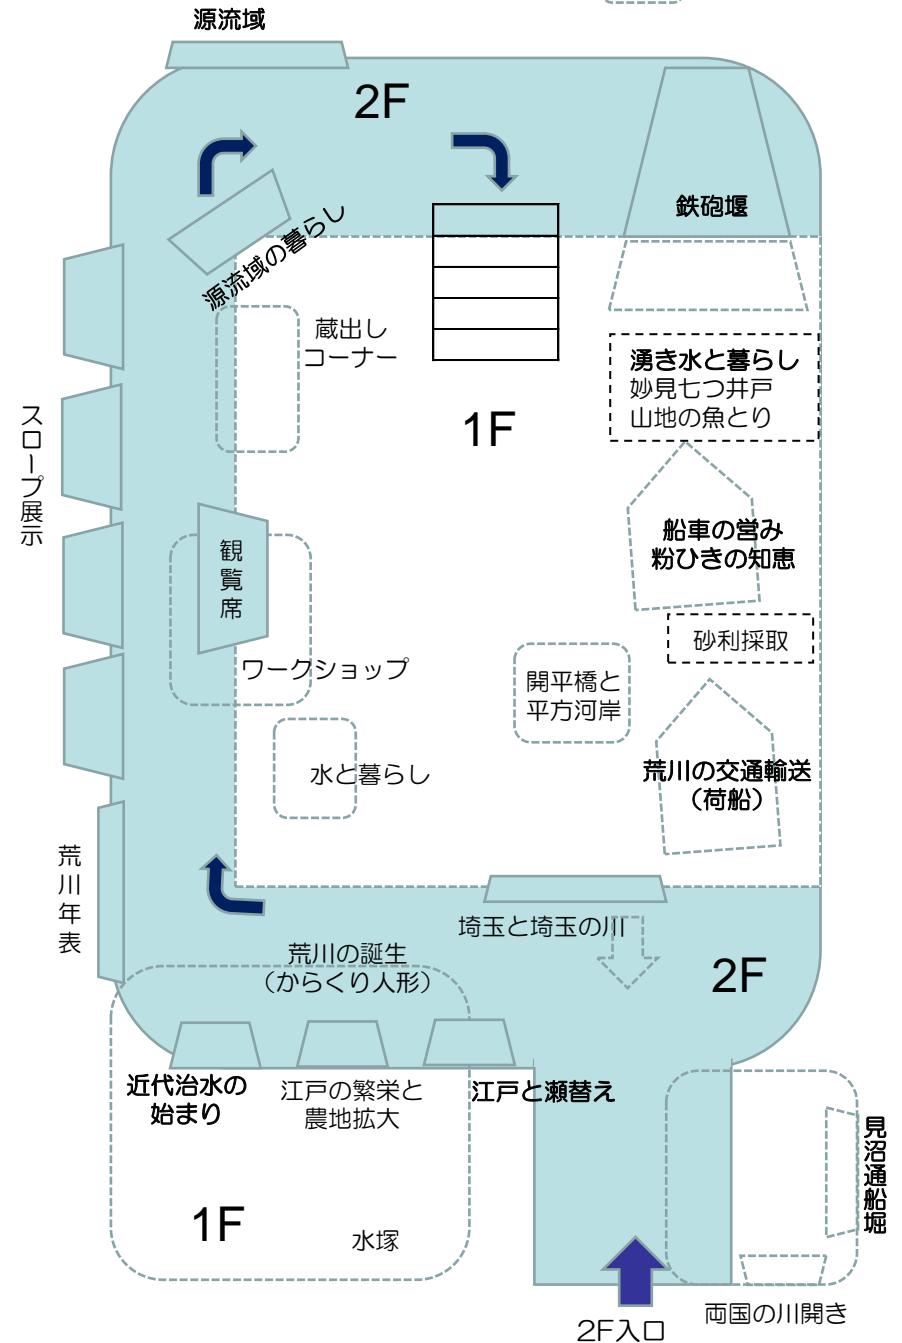 源流域
2F
鉄砲堰
源流域の暮らし
蔵出し
コーナー
湧き水と暮らし
妙見七つ井戸
山地の魚とり
1F
スロープ展示
船車の営み
粉ひきの知恵
観覧席
砂利採取
ワークショップ
開平橋と
平方河岸
水と暮らし
荒川の交通輸送
（荷船）
荒川年表
埼玉と埼玉の川
荒川の誕生
（からくり人形）
2F
近代治水の
始まり
江戸の繁栄と
農地拡大
江戸と瀬替え
見沼通船堀
1F
水塚
両国の川開き
2F入口